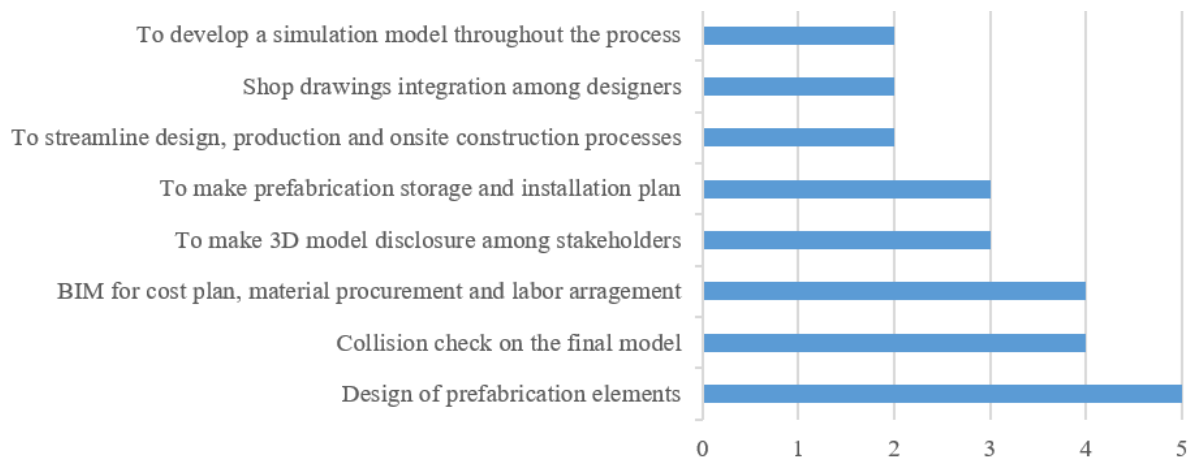 To develop a simulation model throughout the process
Shop drawings integration among designers
To streamline design, production and onsite construction processes
To make prefabrication storage and installation plan
To make 3D model disclosure among stakeholders
BIM for cost plan, material procurement and labor arragement
Collision check on the final model
Design of prefabrication elements
0 1 2 3 4 5